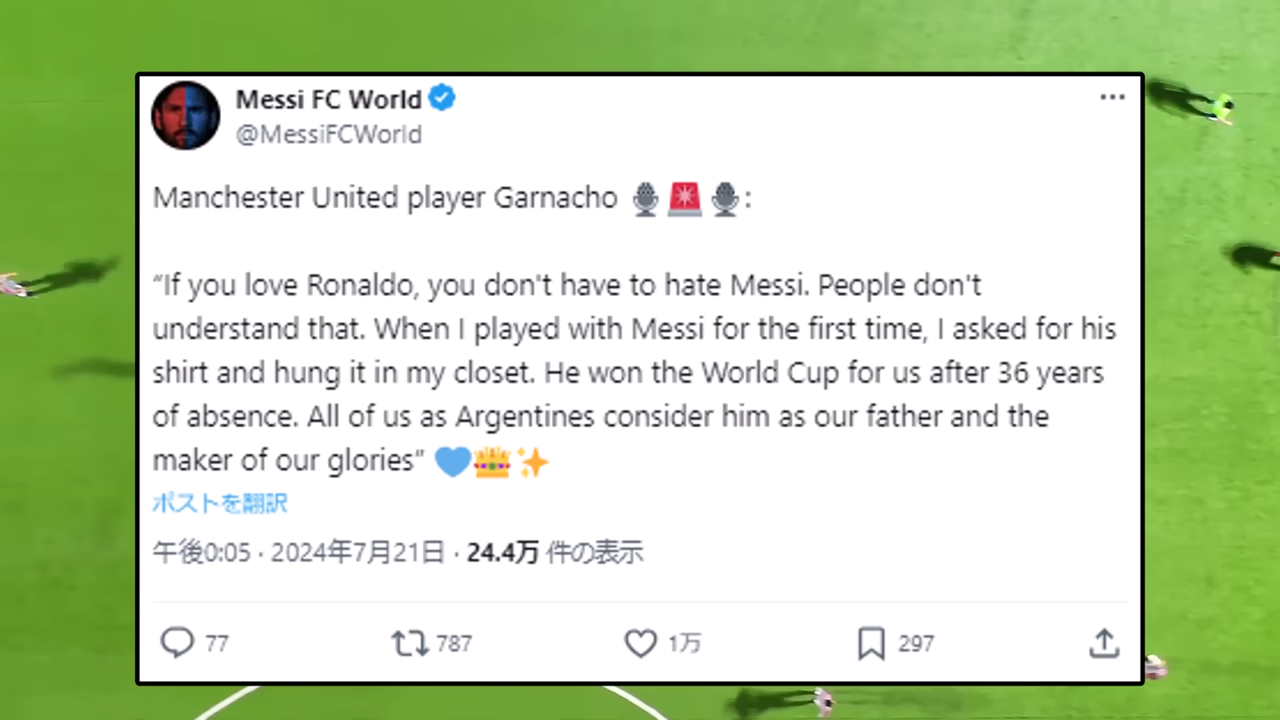 Messi FC World
@MessiFCWorld
Manchester United player Garnacho 🎙️🚨🎙️:
“If you love Ronaldo, you don't have to hate Messi. People don't
understand that. When I played with Messi for the first time, I asked for his
shirt and hung it in my closet. He won the World Cup for us after 36 years
of absence. All of us as Argentines consider him as our father and the
maker of our glories” 💙👑✨
ポストを翻訳
午後0:05 · 2024年7月21日 · 24.4万 件の表示
77 787 1万 297